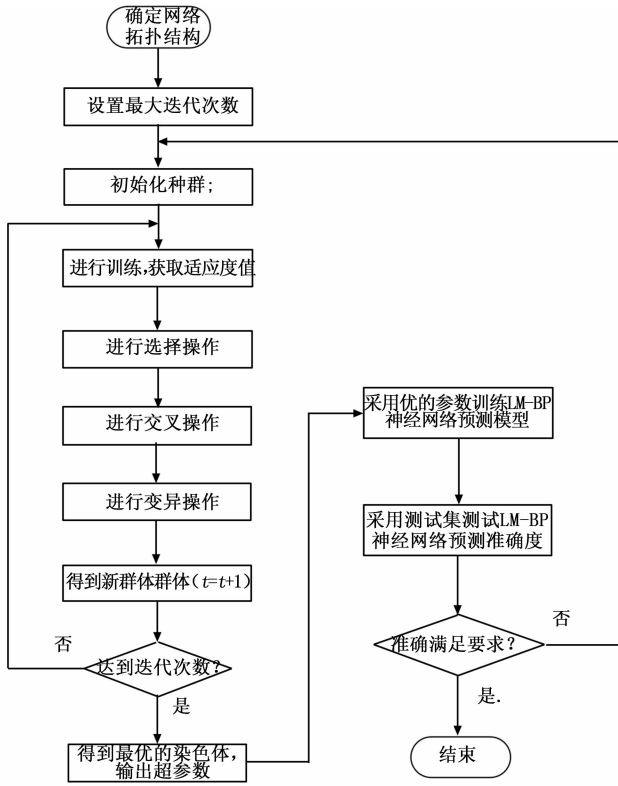 确定网络
拓扑结构
设置最大迭代次数
初始化种群;
进行训练,获取适应度值
进行选择操作
进行交叉操作
进行变异操作
得到新群体群体(t=t+1)
否
达到迭代次数?
是
得到最优的染色体,
输出超参数
采用优的参数训练LM-BP
神经网络预测模型
采用测试集测试LM-BP
神经网络预测准确度
否
准确满足要求?
是.
结束